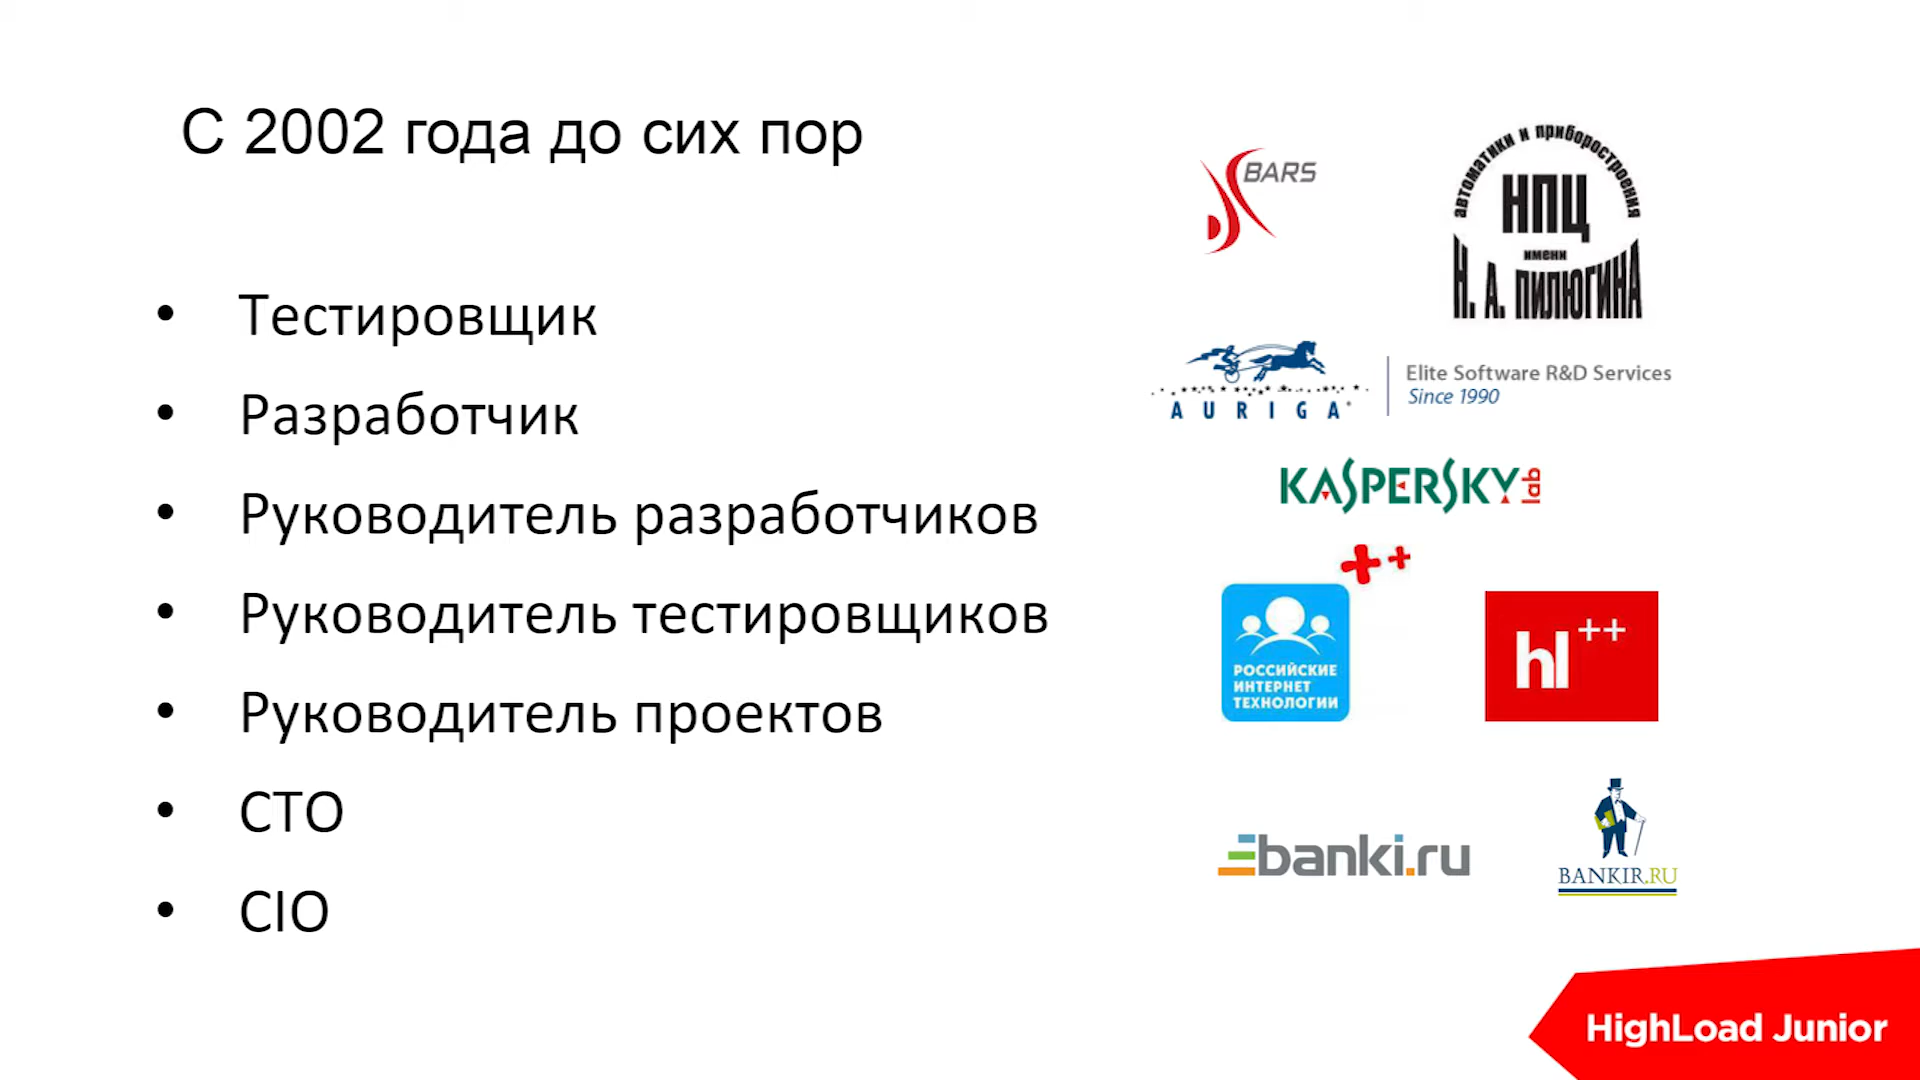 С 2002 года до сих пор
• Тестировщик
• Разработчик
• Руководитель разработчиков
• Руководитель тестировщиков
• Руководитель проектов
• CTO
• CIO
BARS
автоматики и приборостроения
НПЦ
имени
Н. А. ПИЛЮГИНА
AURIGA®
Elite Software R&D Services
Since 1990
KASPERSKY lab
++
РОССИЙСКИЕ
ИНТЕРНЕТ
ТЕХНОЛОГИИ
hl++
banki.ru
BANKIR.RU
HighLoad Junior